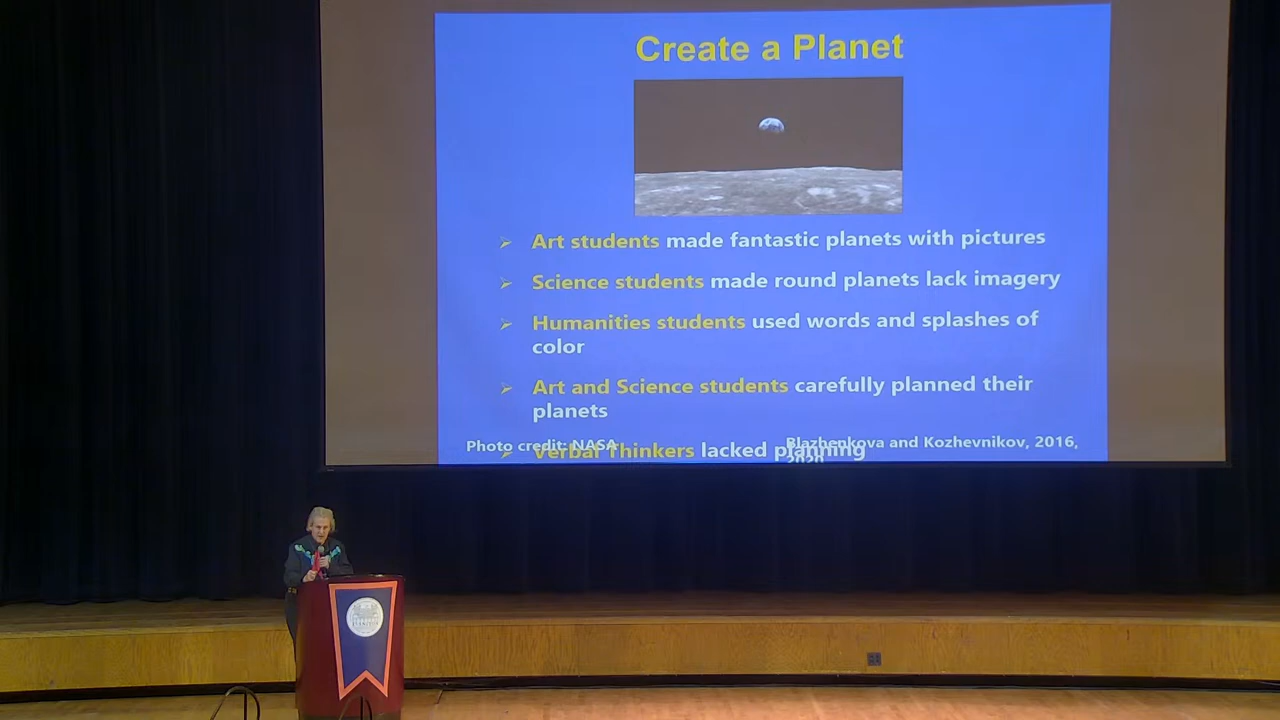 Create a Planet
Art students made fantastic planets with pictures
Science students made round planets lack imagery
Humanities students used words and splashes of
color
Art and Science students carefully planned their
planets
Photo credit: NASA
Verbal Thinkers lacked planning
Blazhenkova and Kozhevnikov, 2016,
2020